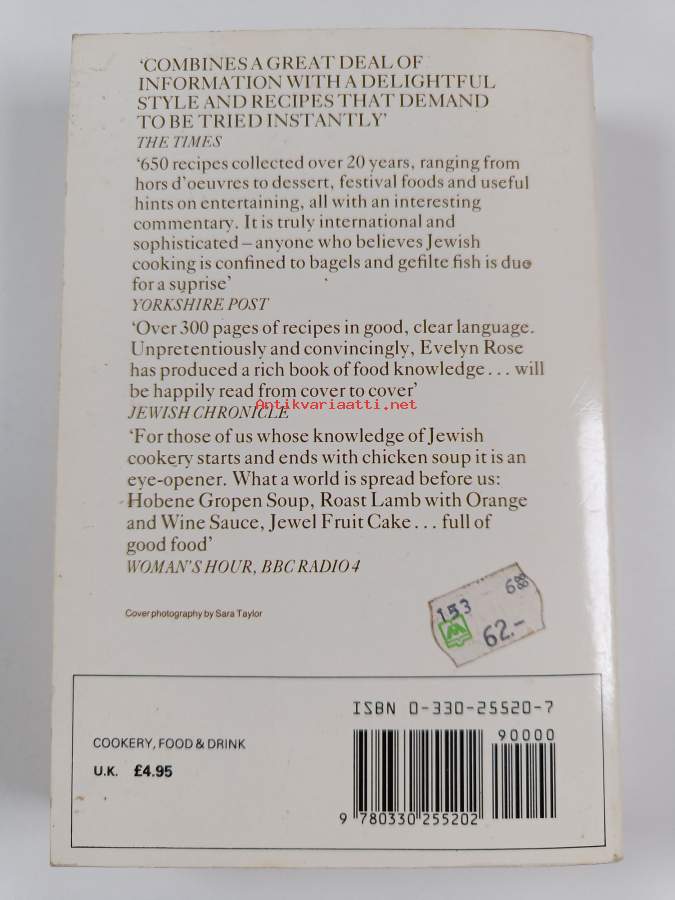 ‘COMBINES A GREAT DEAL OF
INFORMATION WITH A DELIGHTFUL
STYLE AND RECIPES THAT DEMAND
TO BE TRIED INSTANTLY’
THE TIMES
‘650 recipes collected over 20 years, ranging from
hors d’oeuvres to dessert, festival foods and useful
hints on entertaining, all with an interesting
commentary. It is truly international and
sophisticated – anyone who believes Jewish
cooking is confined to bagels and gefilte fish is due
for a suprise’
YORKSHIRE POST
‘Over 300 pages of recipes in good, clear language.
Unpretentiously and convincingly, Evelyn Rose
has produced a rich book of food knowledge . . . will
be happily read from cover to cover’
Antikvariaatti.net
JEWISH CHRONICLE
‘For those of us whose knowledge of Jewish
cookery starts and ends with chicken soup it is an
eye-opener. What a world is spread before us:
Hobene Gropen Soup, Roast Lamb with Orange
and Wine Sauce, Jewel Fruit Cake . . . full of
good food’
WOMAN’S HOUR, BBC RADIO 4
Cover photography by Sara Taylor
153 6.88
62.–
ISBN 0-330-25520-7
90000
COOKERY, FOOD & DRINK
U.K. £4.95
9 780330 255202